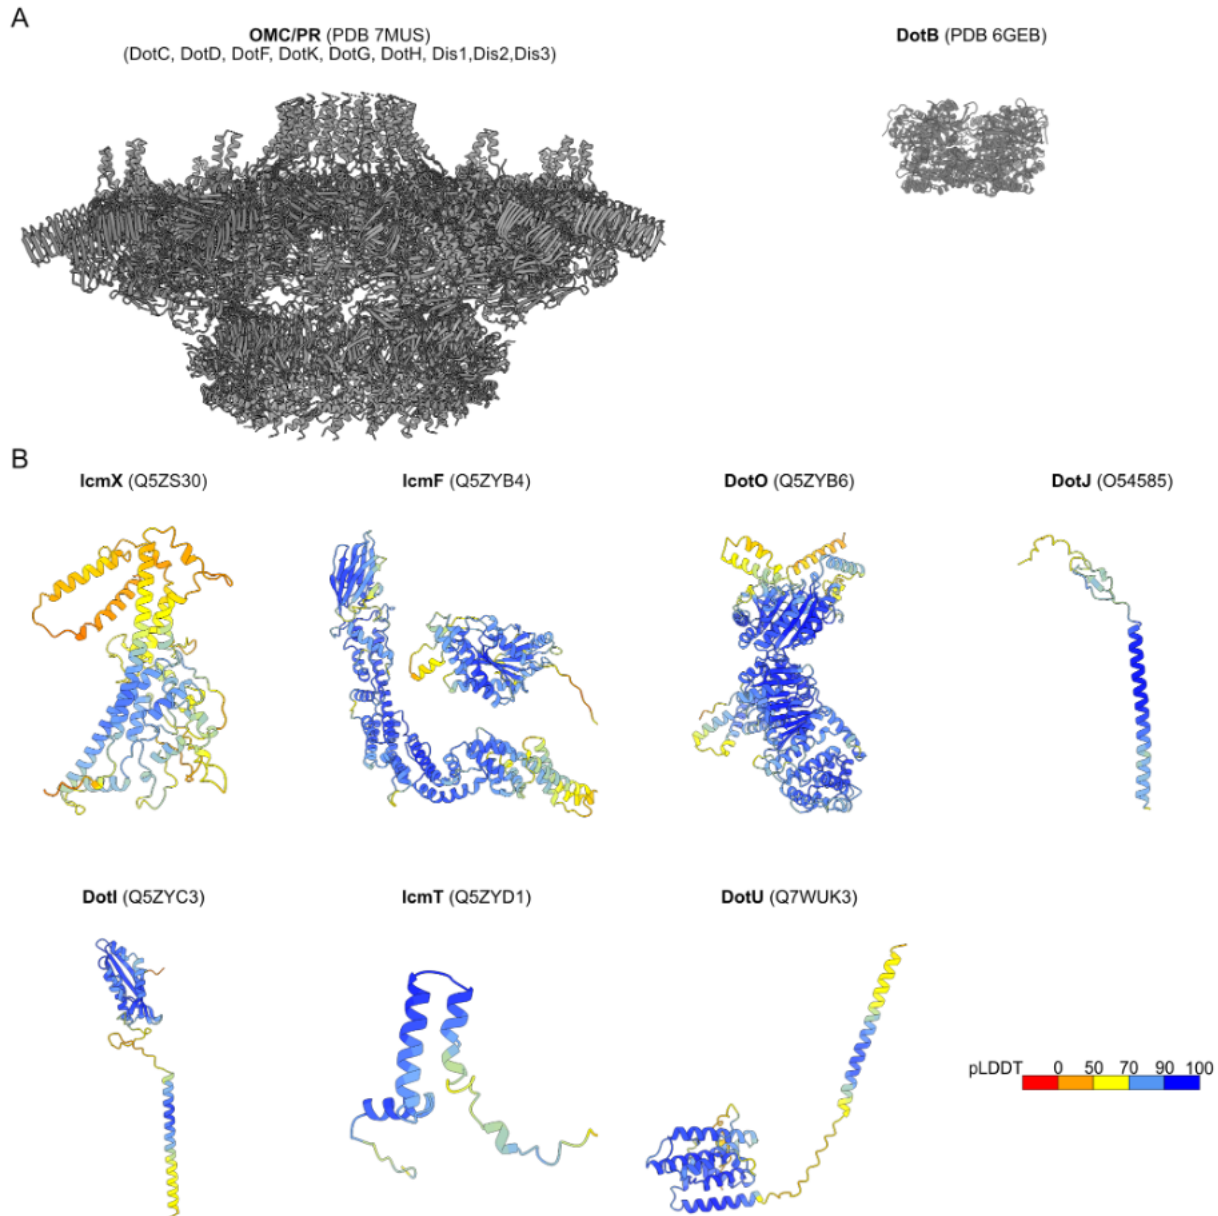 A
OMC/PR (PDB 7MUS)
(DotC, DotD, DotF, DotK, DotG, DotH, Dis1,Dis2,Dis3)
DotB (PDB 6GEB)
B
IcmX (Q5ZS30)
IcmF (Q5ZYB4)
DotO (Q5ZYB6)
DotJ (O54585)
DotI (Q5ZYC3)
IcmT (Q5ZYD1)
DotU (Q7WUK3)
pLDDT 0 50 70 90 100